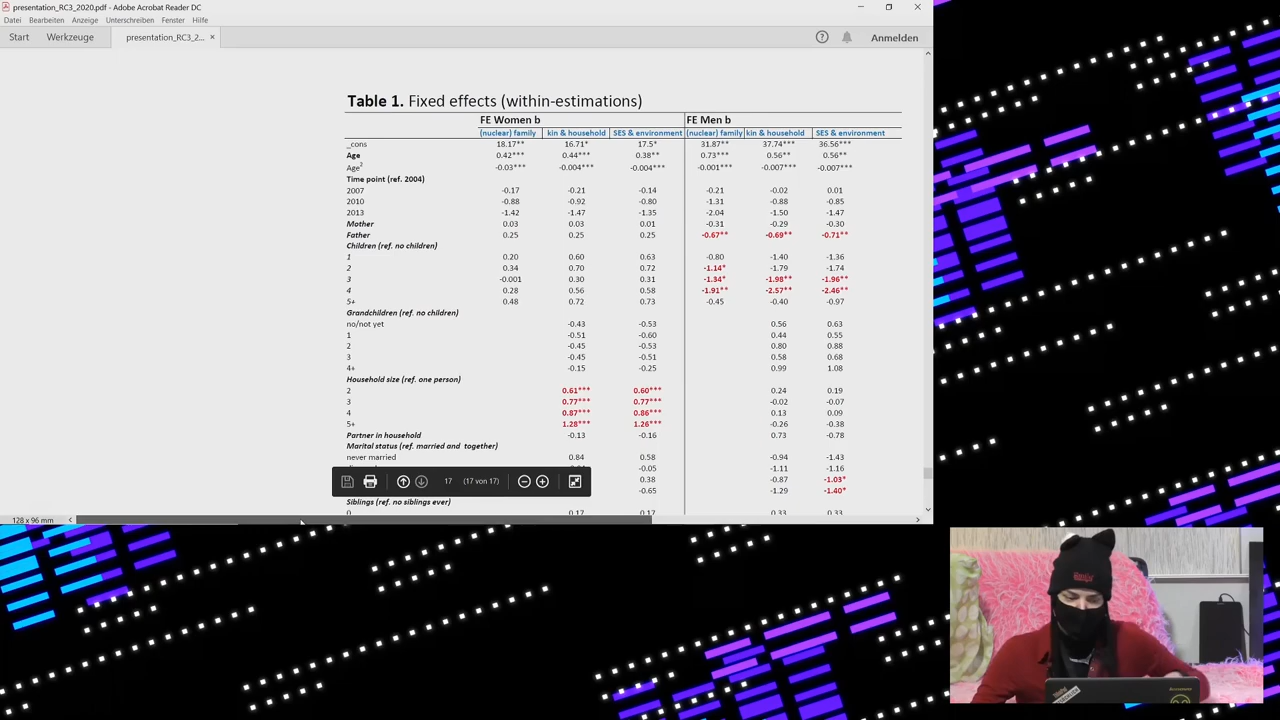 presentation_RC3_2020.pdf - Adobe Acrobat Reader DC
Datei Bearbeiten Anzeige Unterschreiben Fenster Hilfe
Start Werkzeuge presentation_RC3_2... × Anmelden
Table 1. Fixed effects (within-estimations)
FE Women b FE Men b
(nuclear) family kin & household SES & environment (nuclear) family kin & household SES & environment
_cons 18.17** 16.71* 17.5* 31.87** 37.74*** 36.56***
Age 0.42*** 0.44*** 0.38** 0.73*** 0.56** 0.56**
Age² -0.03*** -0.004*** -0.004*** -0.001*** -0.007*** -0.007***
Time point (ref. 2004)
2007 -0.17 -0.21 -0.14 -0.21 -0.02 0.01
2010 -0.88 -0.92 -0.80 -1.31 -0.88 -0.85
2013 -1.42 -1.47 -1.35 -2.04 -1.50 -1.47
Mother 0.03 0.03 0.01 -0.31 -0.29 -0.30
Father 0.25 0.25 0.25 -0.67** -0.69** -0.71**
Children (ref. no children)
1 0.20 0.60 0.63 -0.80 -1.40 -1.36
2 0.34 0.70 0.72 -1.14* -1.79 -1.74
3 -0.001 0.30 0.31 -1.34* -1.98** -1.96**
4 0.28 0.56 0.58 -1.91** -2.57** -2.46**
5+ 0.48 0.72 0.73 -0.45 -0.40 -0.97
Grandchildren (ref. no children)
no/not yet -0.43 -0.53 0.56 0.63
1 -0.51 -0.60 0.44 0.55
2 -0.45 -0.53 0.80 0.88
3 -0.45 -0.51 0.58 0.68
4+ -0.15 -0.25 0.99 1.08
Household size (ref. one person)
2 0.61*** 0.60*** 0.24 0.19
3 0.77*** 0.77*** -0.02 -0.07
4 0.87*** 0.86*** 0.13 0.09
5+ 1.28*** 1.26*** -0.26 -0.38
Partner in household -0.13 -0.16 0.73 -0.78
Marital status (ref. married and together)
never married 0.84 0.58 -0.94 -1.43
-0.05 -1.11 -1.16
0.38 -0.87 -1.03*
-0.65 -1.29 -1.40*
17 (17 von 17)
Siblings (ref. no siblings ever)
0 0.17 0.17 0.33 0.33
128 x 96 mm